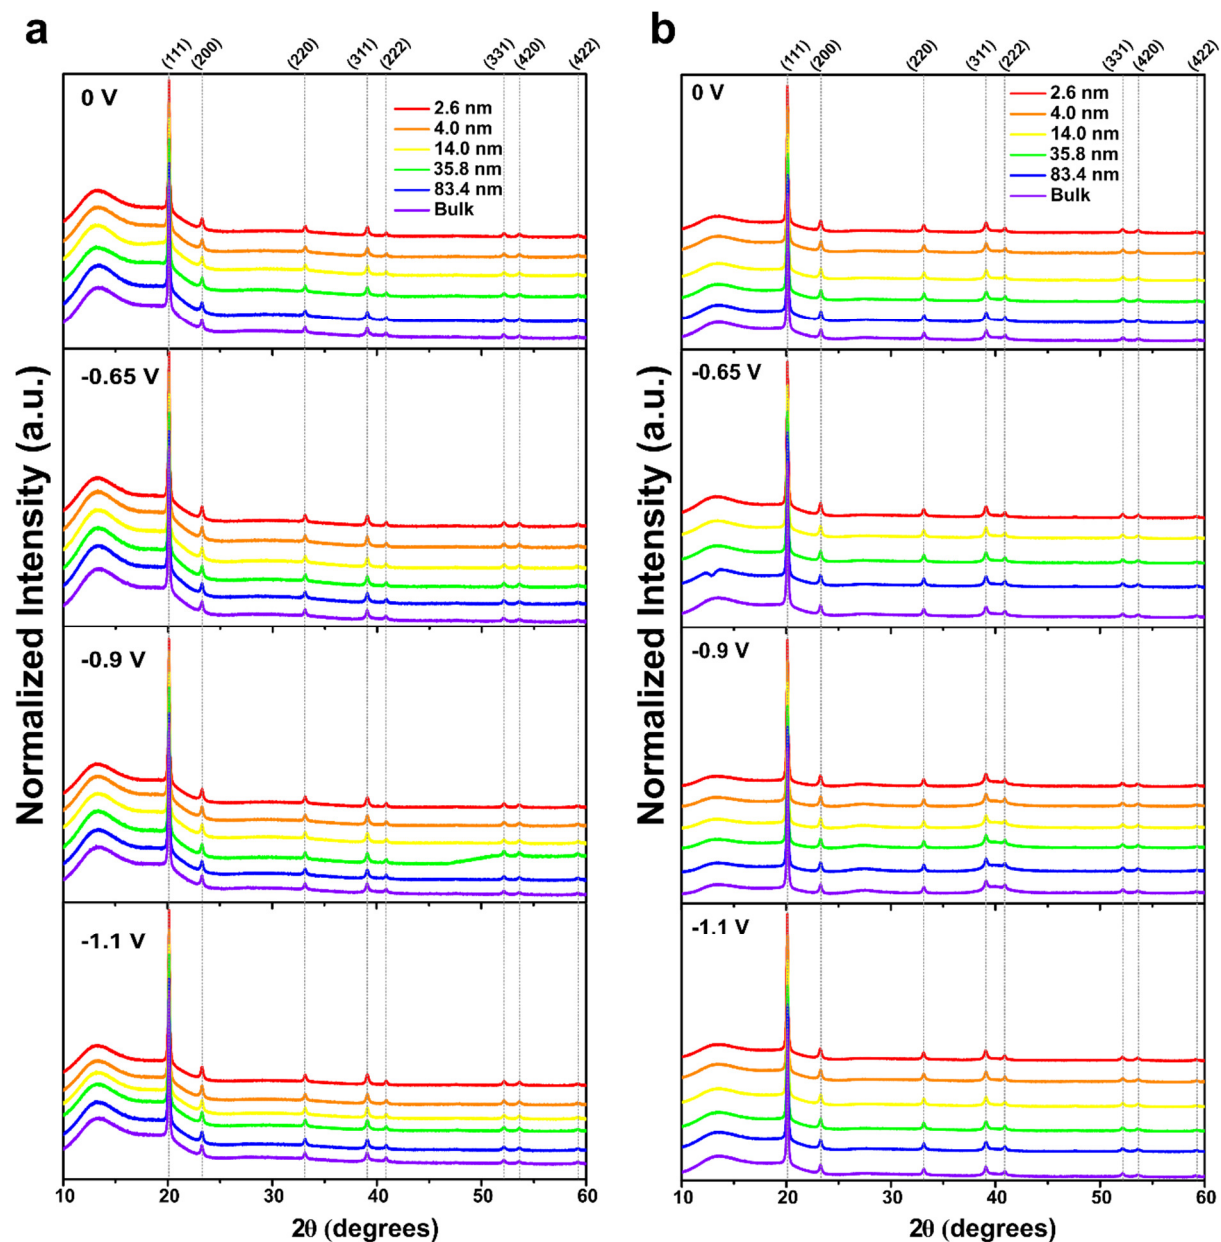 a
(111) (200) (220) (311) (222) (331) (420) (422)
0 V
2.6 nm
4.0 nm
14.0 nm
35.8 nm
83.4 nm
Bulk
-0.65 V
-0.9 V
-1.1 V
Normalized Intensity (a.u.)
10 20 30 40 50 60
2θ (degrees)
b
(111) (200) (220) (311) (222) (331) (420) (422)
0 V
2.6 nm
4.0 nm
14.0 nm
35.8 nm
83.4 nm
Bulk
-0.65 V
-0.9 V
-1.1 V
Normalized Intensity (a.u.)
10 20 30 40 50 60
2θ (degrees)